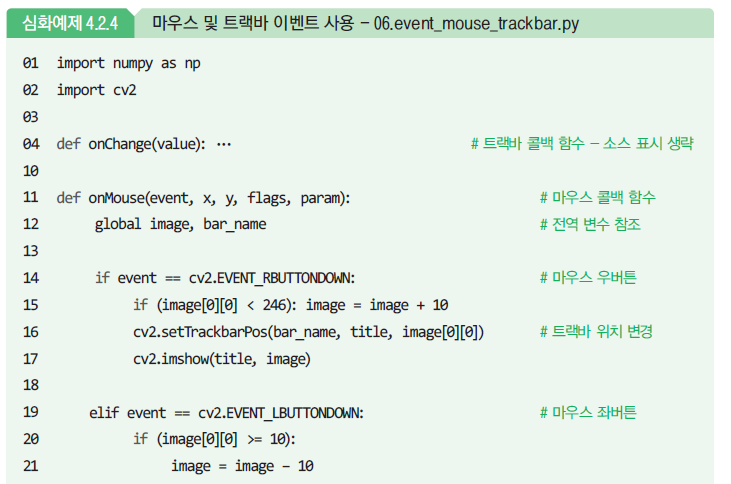 심화예제 4.2.4 마우스 및 트랙바 이벤트 사용 - 06.event_mouse_trackbar.py
01 import numpy as np
02 import cv2
03
04 def onChange(value): … # 트랙바 콜백 함수 - 소스 표시 생략
10
11 def onMouse(event, x, y, flags, param): # 마우스 콜백 함수
12 global image, bar_name # 전역 변수 참조
13
14 if event == cv2.EVENT_RBUTTONDOWN: # 마우스 우버튼
15 if (image[0][0] < 246): image = image + 10
16 cv2.setTrackbarPos(bar_name, title, image[0][0]) # 트랙바 위치 변경
17 cv2.imshow(title, image)
18
19 elif event == cv2.EVENT_LBUTTONDOWN: # 마우스 좌버튼
20 if (image[0][0] >= 10):
21 image = image - 10